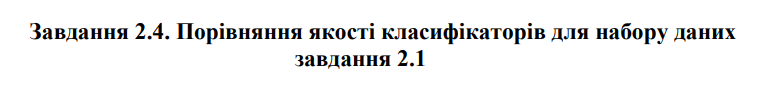 Завдання 2.4. Порівняння якості класифікаторів для набору даних
завдання 2.1